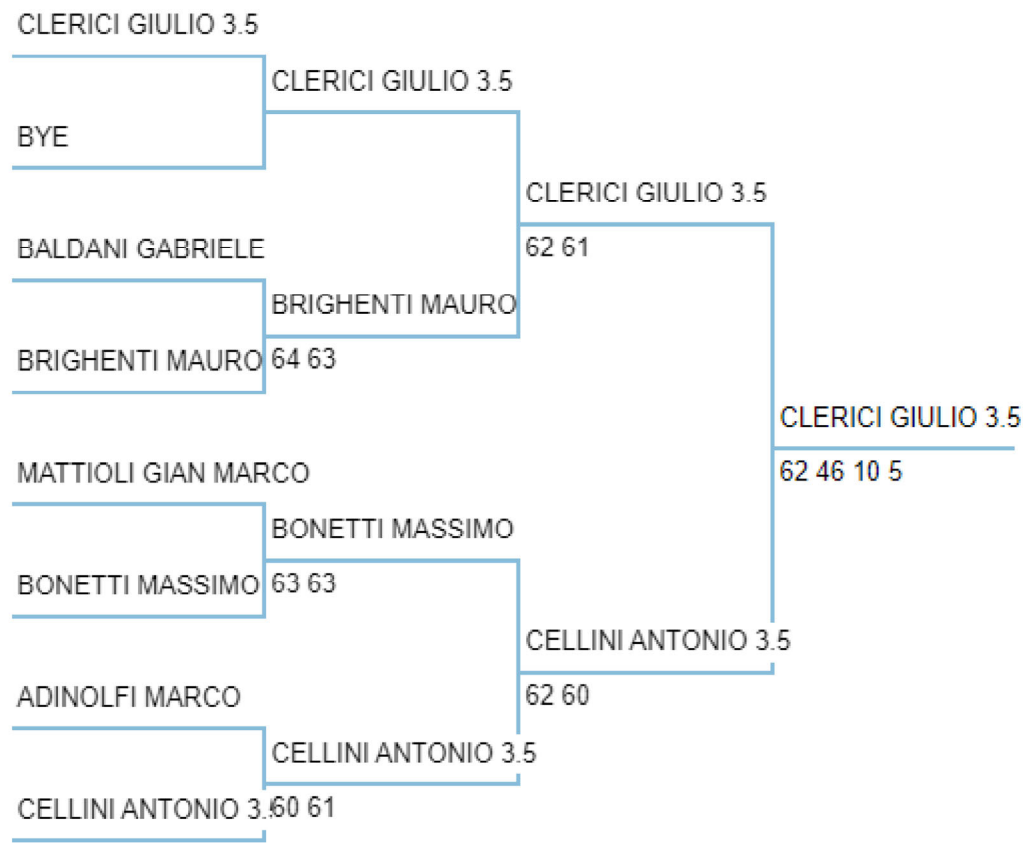 CLERICI GIULIO 3.5
CLERICI GIULIO 3.5
BYE
CLERICI GIULIO 3.5
62 61
BALDANI GABRIELE
BRIGHENTI MAURO
BRIGHENTI MAURO
64 63
CLERICI GIULIO 3.5
62 46 10 5
MATTIOLI GIAN MARCO
BONETTI MASSIMO
BONETTI MASSIMO
63 63
CELLINI ANTONIO 3.5
62 60
ADINOLFI MARCO
CELLINI ANTONIO 3.5
CELLINI ANTONIO 3.
60 61